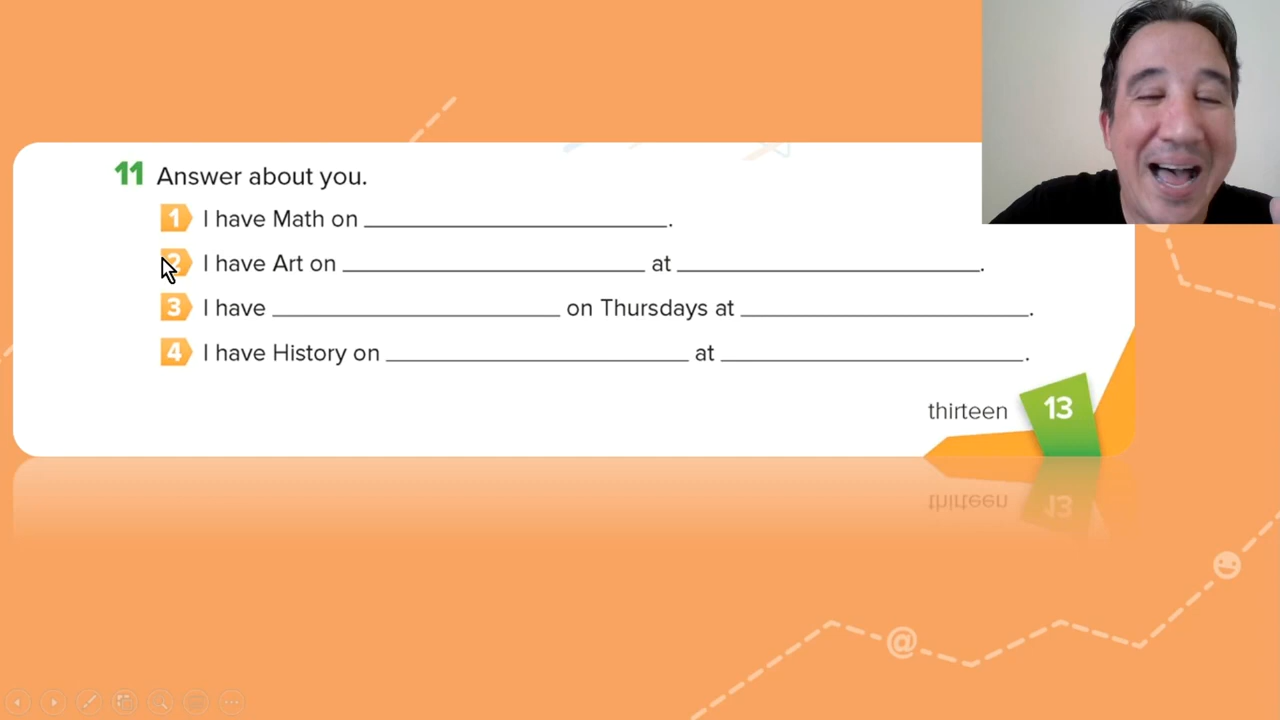 11 Answer about you.
1 I have Math on ____________________.
2 I have Art on ____________________ at ____________________.
3 I have ____________________ on Thursdays at ____________________.
4 I have History on ____________________ at ____________________.
thirteen 13
@